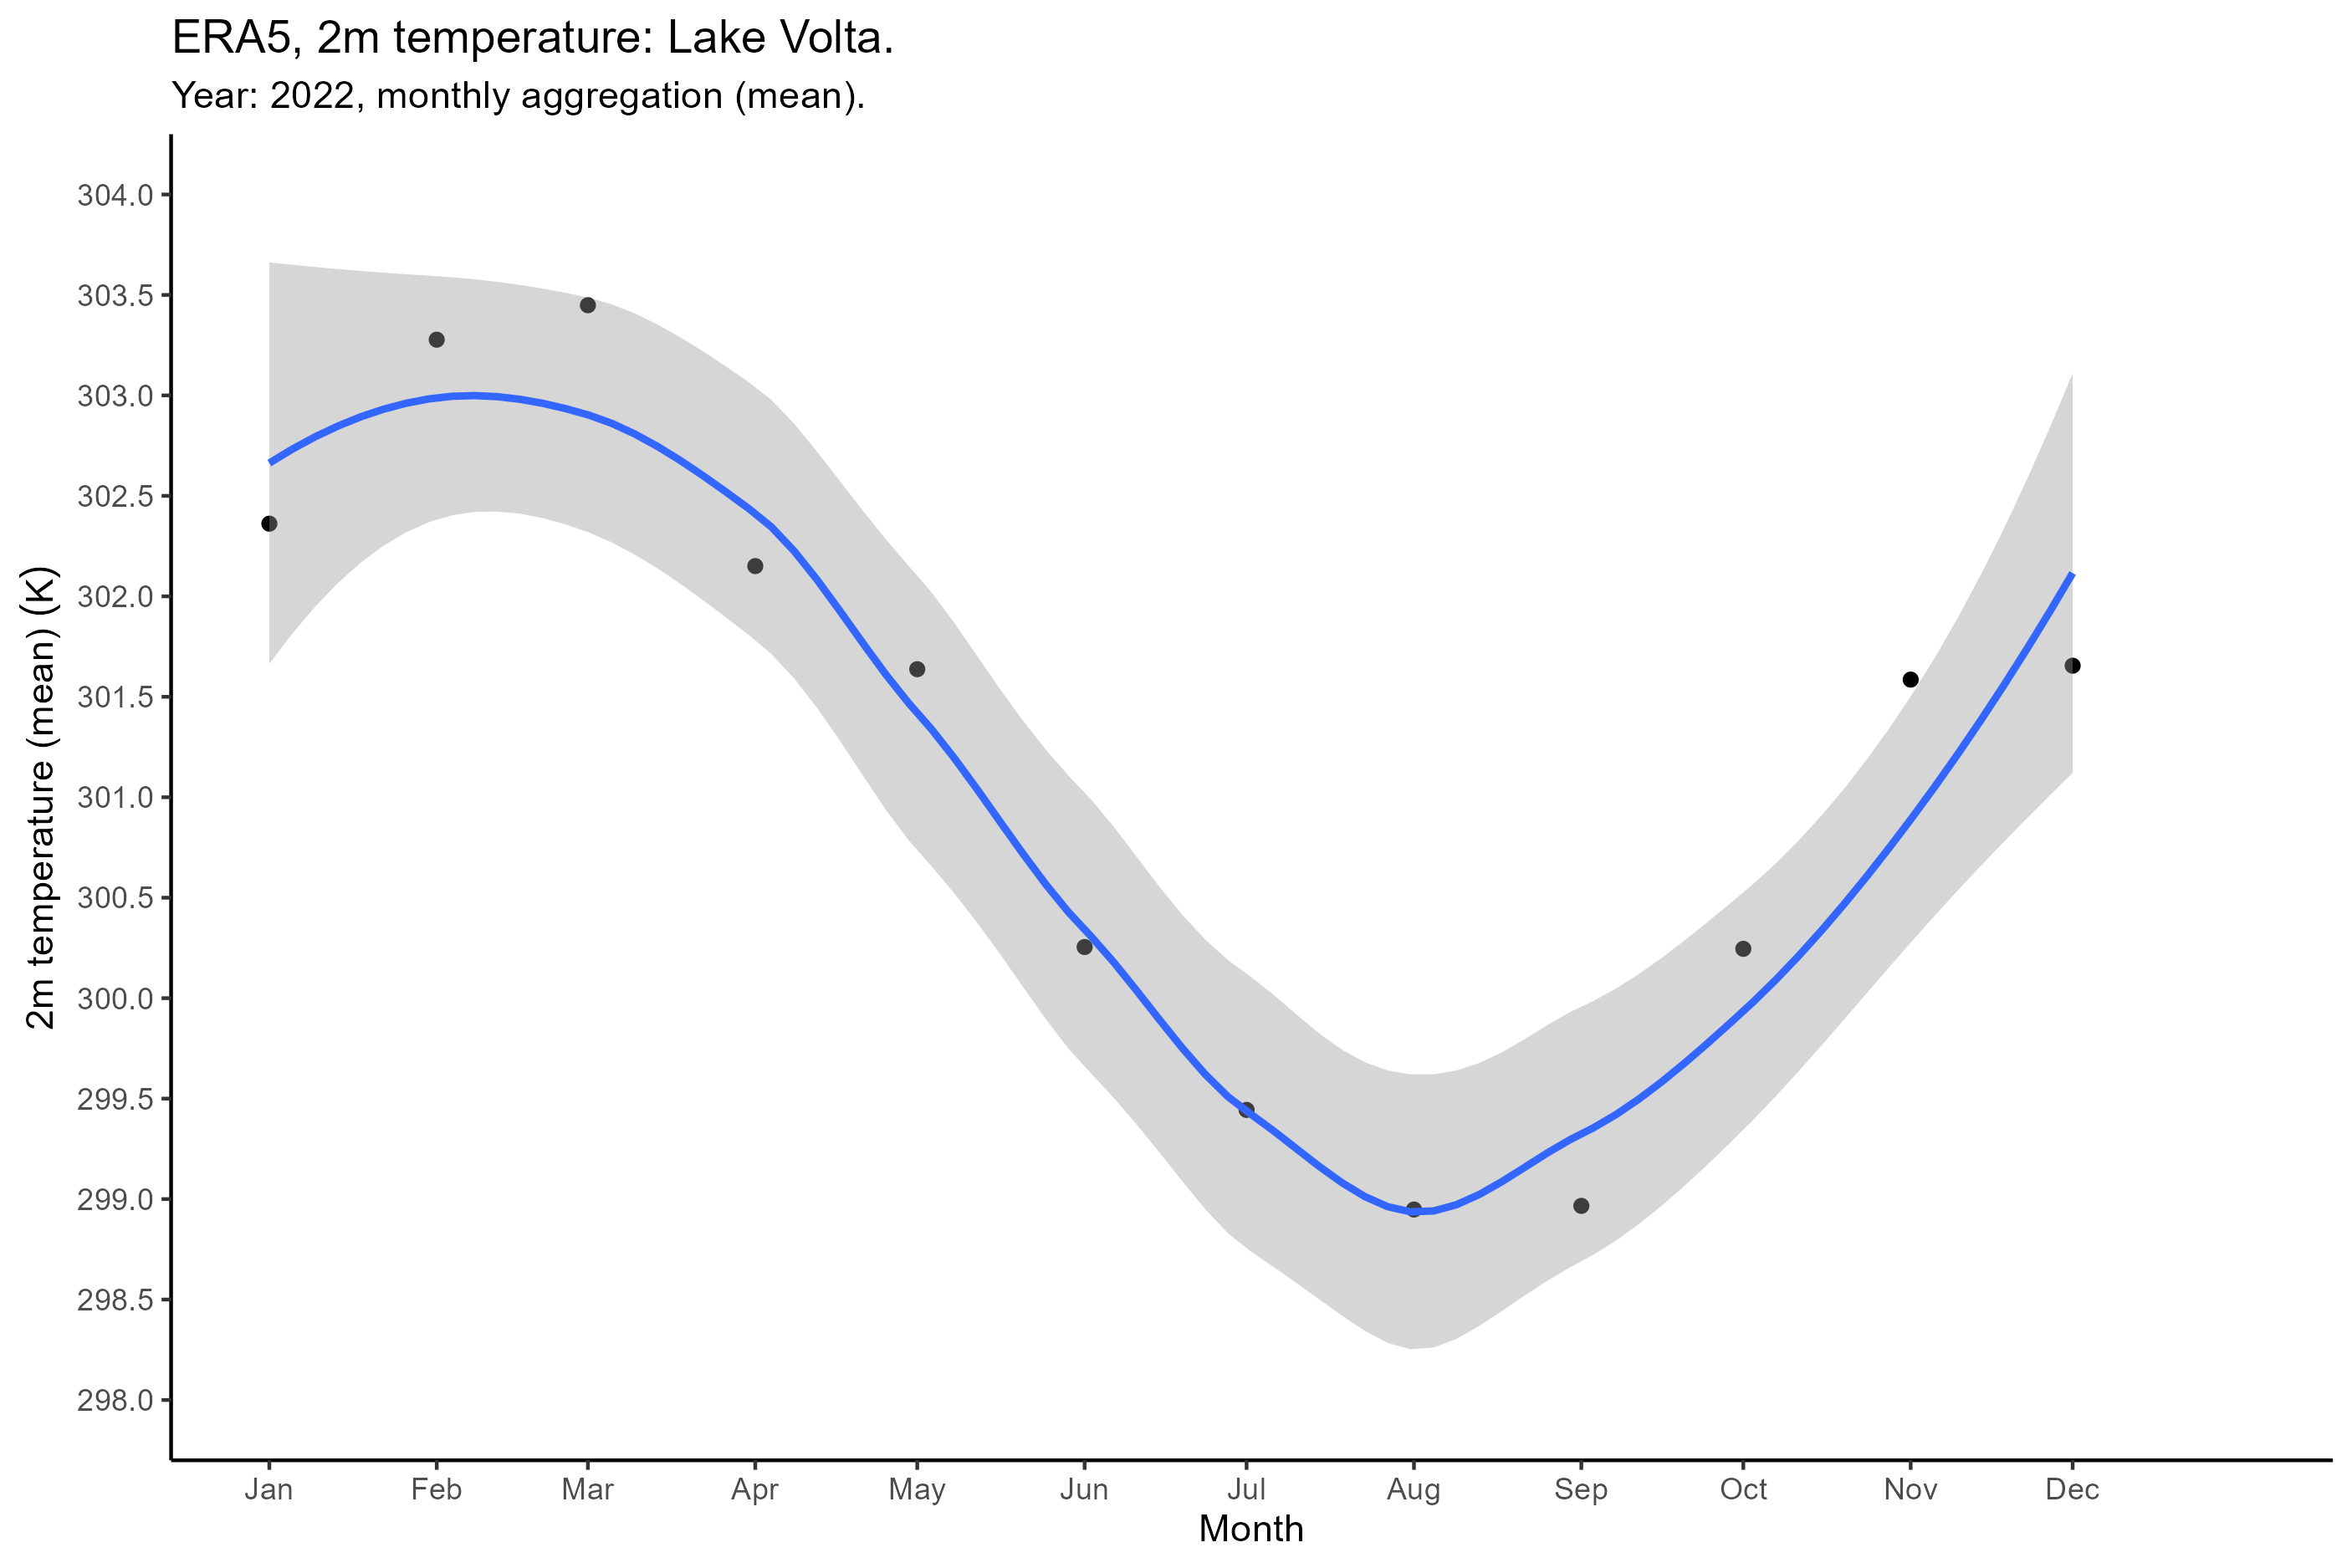 ERA5, 2m temperature: Lake Volta.
Year: 2022, monthly aggregation (mean).
2m temperature (mean) (K)
304.0
303.5
303.0
302.5
302.0
301.5
301.0
300.5
300.0
299.5
299.0
298.5
298.0
Jan Feb Mar Apr May Jun Jul Aug Sep Oct Nov Dec
Month